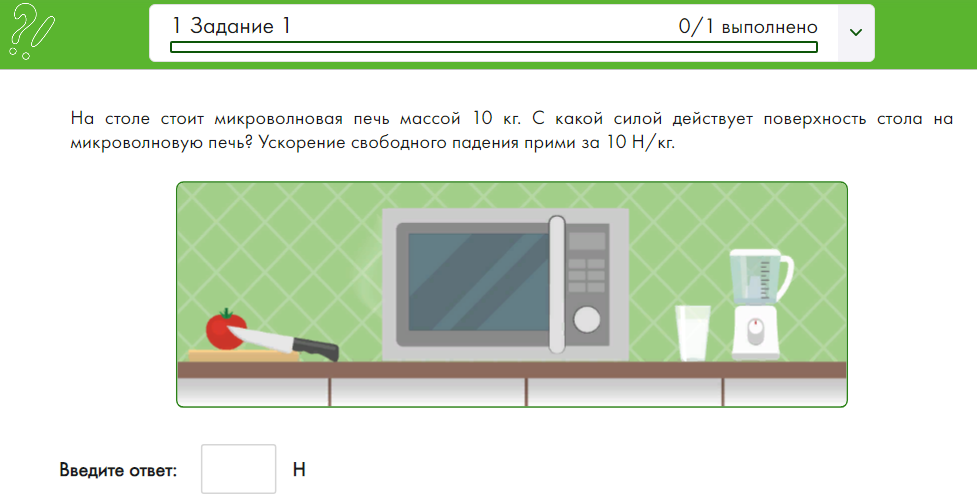 1 Задание 1
0/1 выполнено
На столе стоит микроволновая печь массой 10 кг. С какой силой действует поверхность стола на
микроволновую печь? Ускорение свободного падения прими за 10 Н/кг.
Введите ответ:
Н